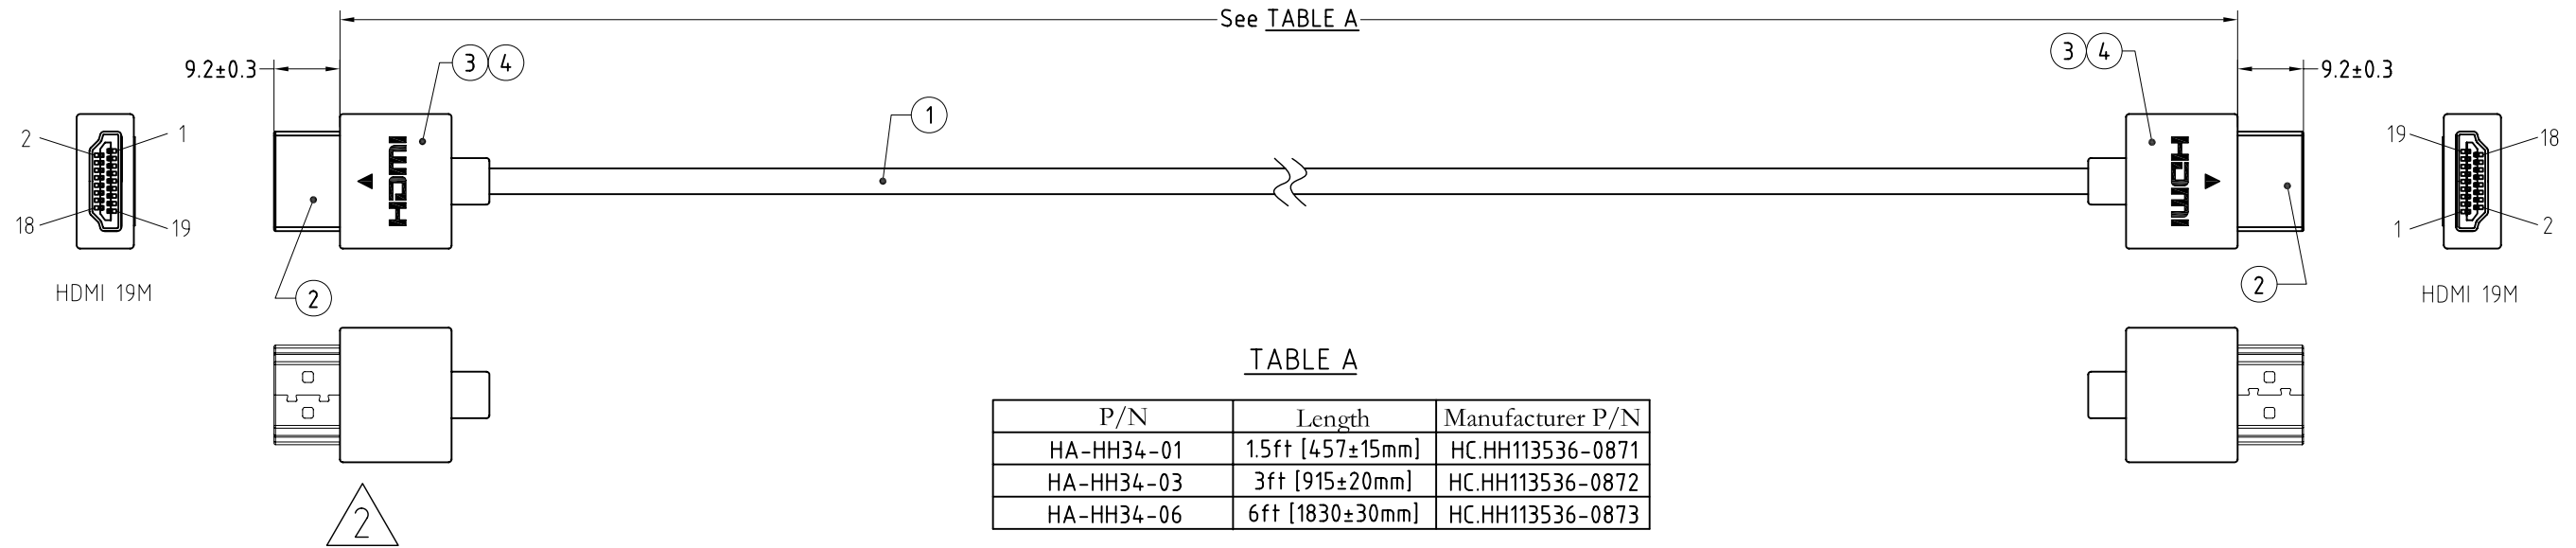 See TABLE A
9.2±0.3
3 4
3 4
9.2±0.3
1
2 1
HDMI
HDMI
19 18
18 19
1 2
HDMI 19M
2
2
HDMI 19M
TABLE A
P/N Length Manufacturer P/N
HA-HH34-01 1.5ft [457±15mm] HC.HH113536-0871
HA-HH34-03 3ft [915±20mm] HC.HH113536-0872
HA-HH34-06 6ft [1830±30mm] HC.HH113536-0873
2